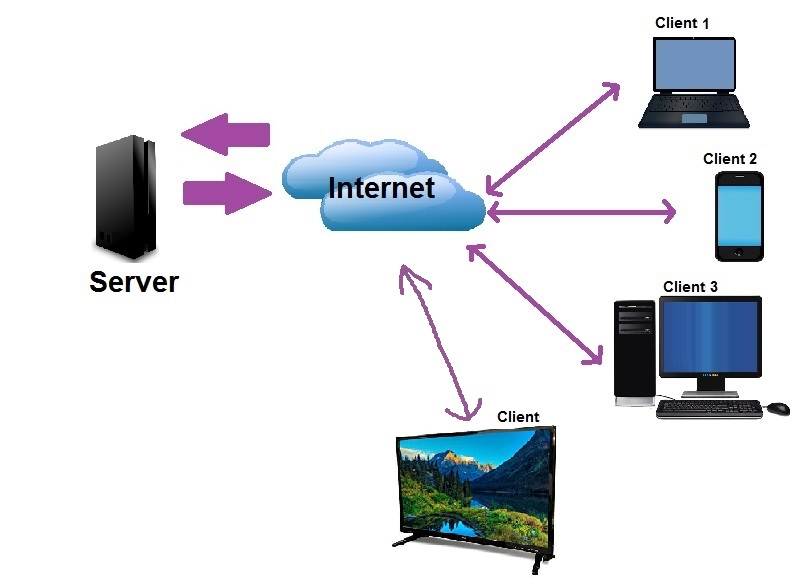 Client 1
Client 2
Internet
Server
Client 3
Client